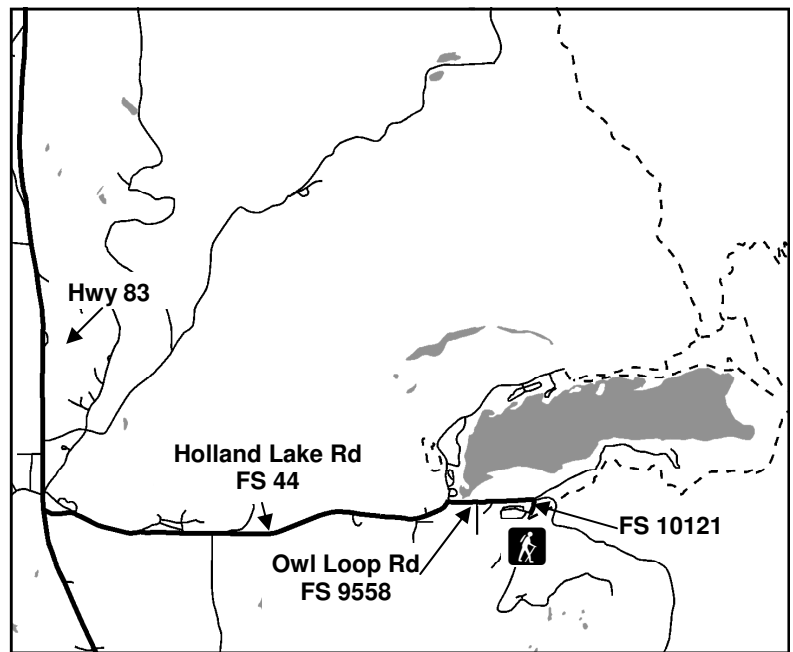 Hwy 83
Holland Lake Rd
FS 44
FS 10121
Owl Loop Rd
FS 9558